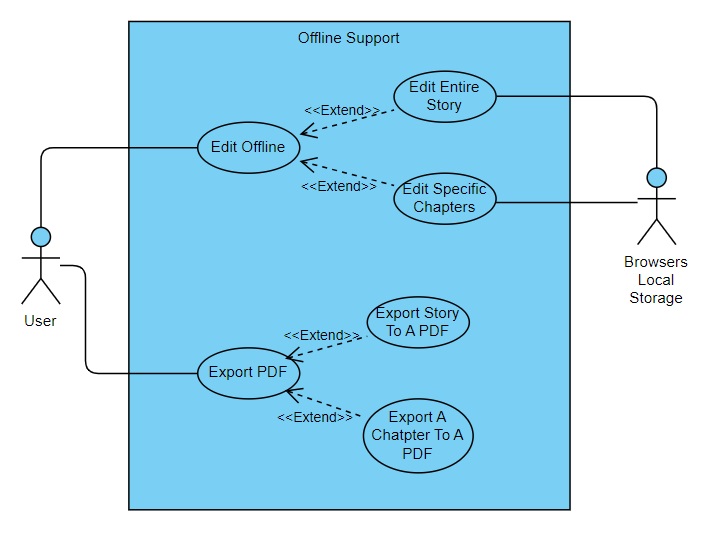 Offline Support
Edit Entire
Story
<<Extend>>
Edit Offline
<<Extend>>
Edit Specific
Chapters
User
Browsers
Local
Storage
Export Story
To A PDF
<<Extend>>
Export PDF
<<Extend>>
Export A
Chatpter To A
PDF